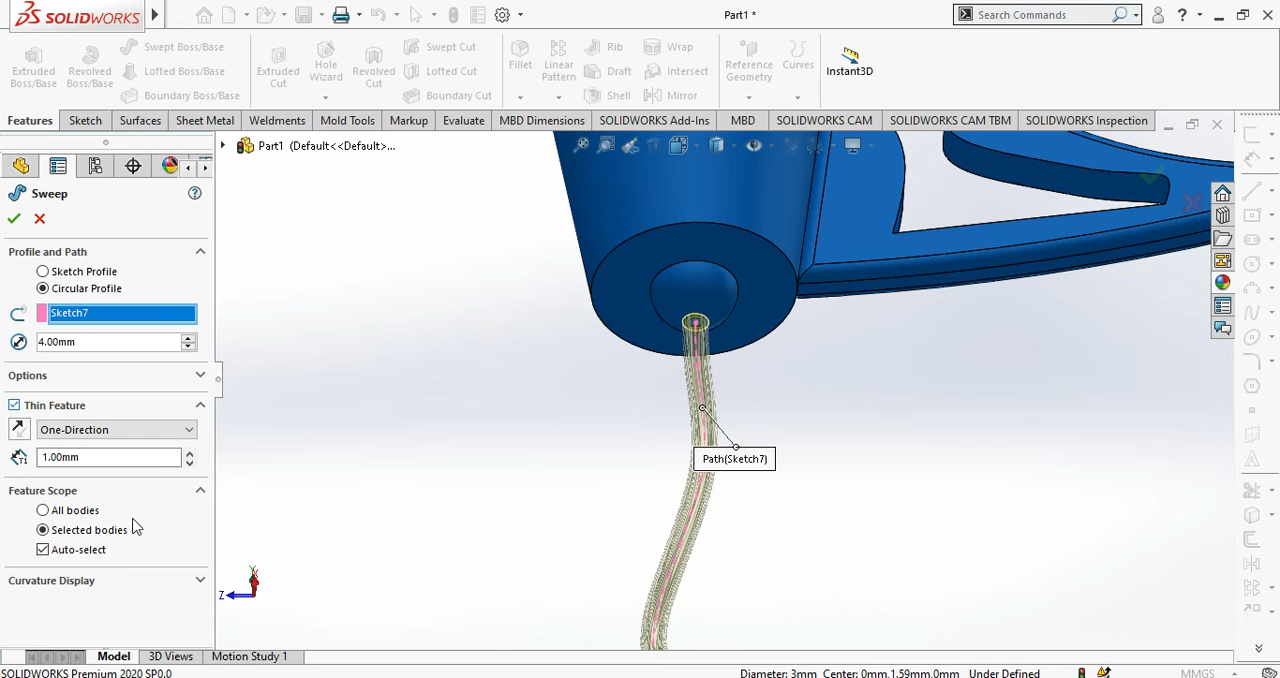 SOLIDWORKS
Part1 *
Search Commands
?
Extruded Boss/Base
Revolved Boss/Base
Swept Boss/Base
Lofted Boss/Base
Boundary Boss/Base
Extruded Cut
Hole Wizard
Revolved Cut
Swept Cut
Lofted Cut
Boundary Cut
Fillet
Linear Pattern
Rib
Draft
Shell
Wrap
Intersect
Mirror
Reference Geometry
Curves
Instant3D
Features Sketch Surfaces Sheet Metal Weldments Mold Tools Markup Evaluate MBD Dimensions SOLIDWORKS Add-Ins MBD SOLIDWORKS CAM SOLIDWORKS CAM TBM SOLIDWORKS Inspection
Part1 (Default<<Default>...
Sweep
Profile and Path
Sketch Profile
Circular Profile
Sketch7
4.00mm
Options
Thin Feature
One-Direction
1.00mm
Feature Scope
All bodies
Selected bodies
Auto-select
Curvature Display
Path(Sketch7)
Z
Model 3D Views Motion Study 1
SOLIDWORKS Premium 2020 SP0.0
Diameter: 3mm Center: 0mm,1.59mm,0mm Under Defined
MMGS